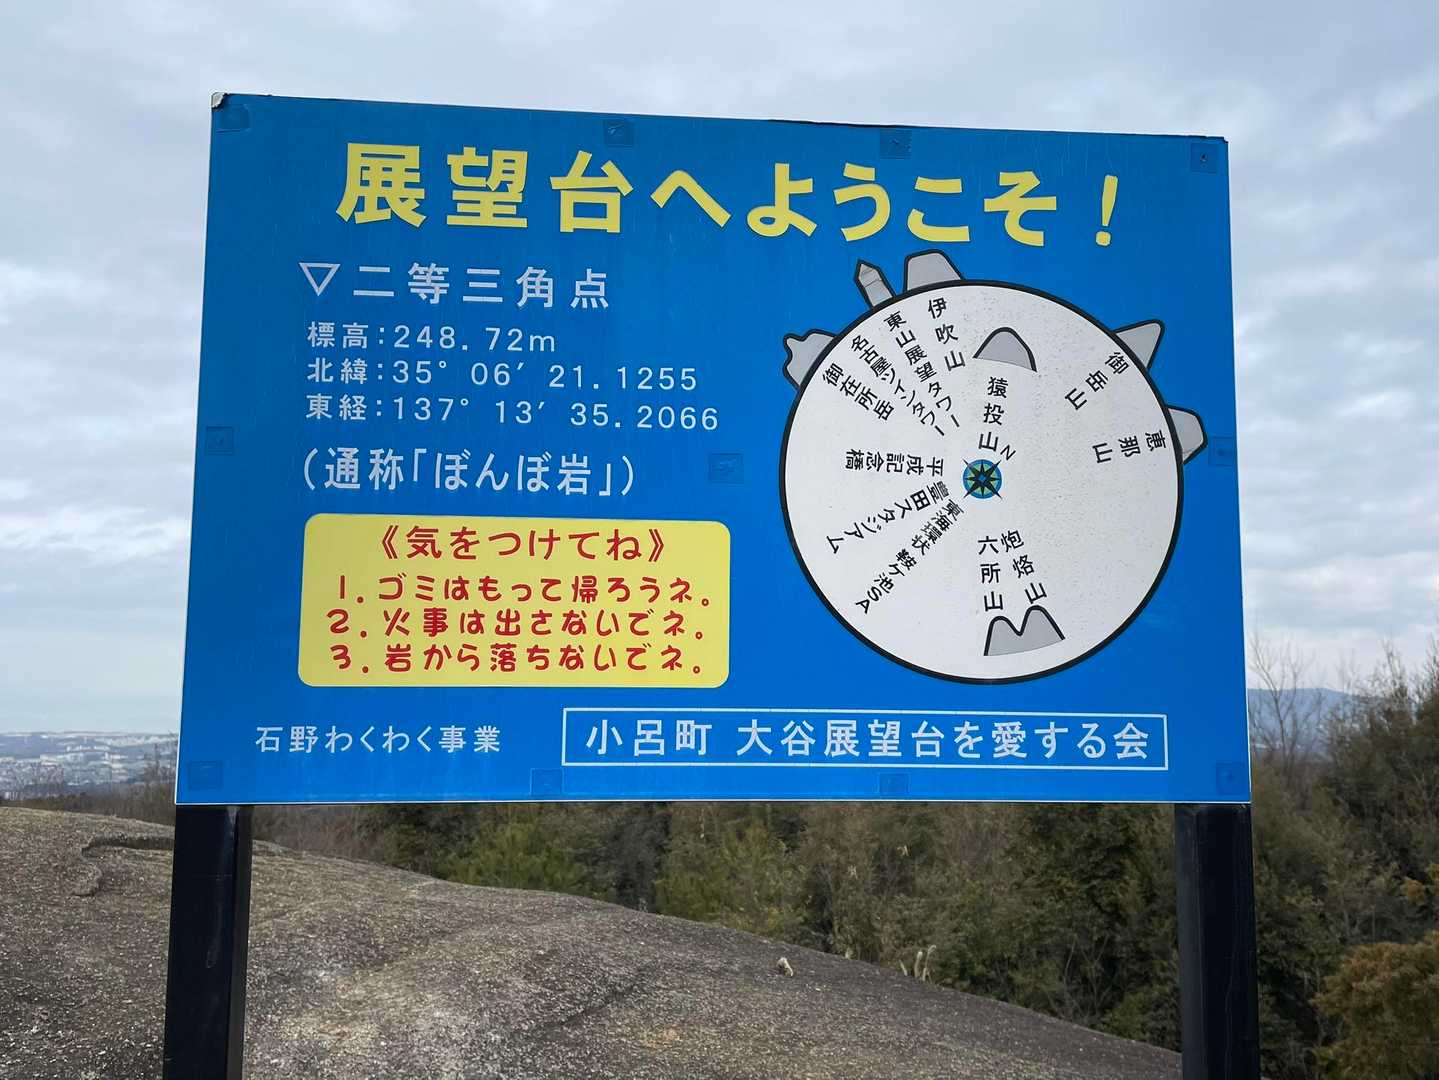 展望台へようこそ！
▽二等三角点
標高:248.72m
北緯:35°06′21.1255
東経:137°13′35.2066
(通称「ぼんぼ岩」)
《気をつけてね》
1.ゴミはもって帰ろうネ。
2.火事は出さないでネ。
3.岩から落ちないでネ。
伊吹山
東山展望タワー
名古屋ツインタワー
御在所岳
猿投山
御岳山
恵那山
N
平成記念橋
豊田スタジアム
東海環状 鞍ケ池SA
六所山
炮烙山
石野わくわく事業
小呂町 大谷展望台を愛する会